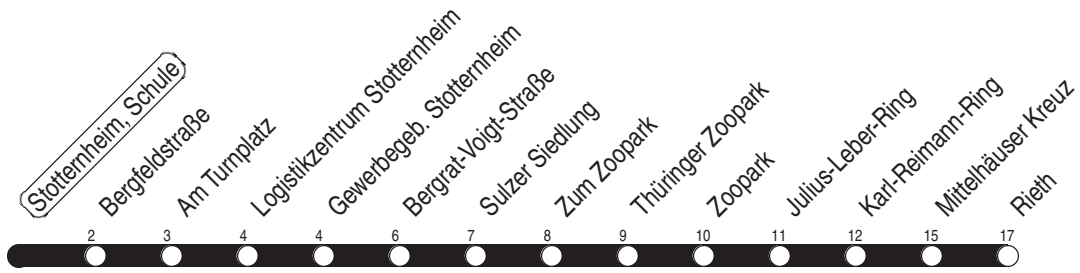 Stotternheim, Schule
Bergfeldstraße
Am Turnplatz
Logistikzentrum Stotternheim
Gewerbegeb. Stotternheim
Bergrat-Voigt-Straße
Sulzer Siedlung
Zum Zoopark
Thüringer Zoopark
Zoopark
Julius-Leber-Ring
Karl-Reimann-Ring
Mittelhäuser Kreuz
Rieth
2 3 4 4 6 7 8 9 10 11 12 15 17